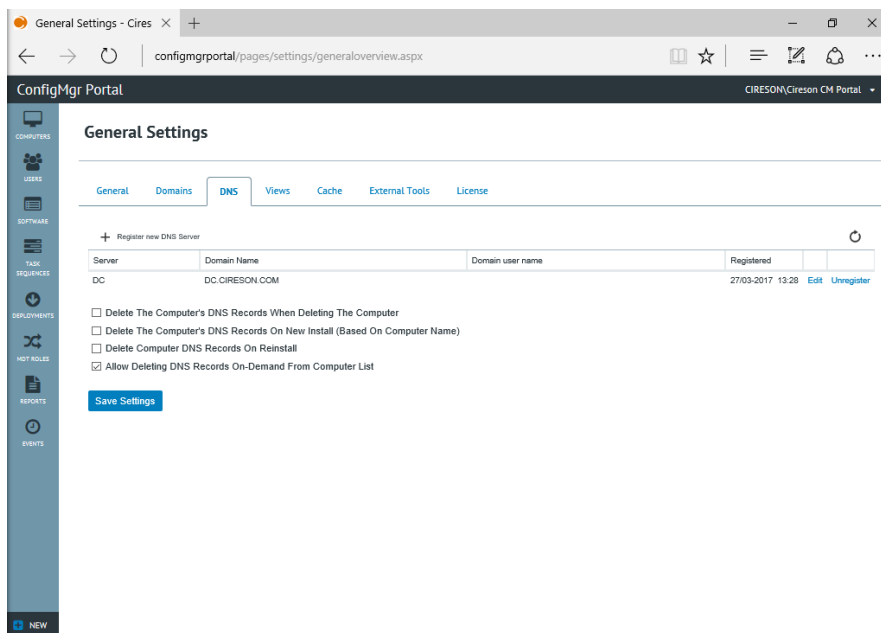 General Settings - Cires
configmgrportal/pages/settings/generaloverview.aspx
ConfigMgr Portal
CIRESON\Cireson CM Portal
COMPUTERS
USERS
SOFTWARE
TASK
SEQUENCES
DEPLOYMENTS
MDT ROLES
REPORTS
EVENTS
NEW
General Settings
General Domains DNS Views Cache External Tools License
Register new DNS Server
Server Domain Name Domain user name Registered
DC DC.CIRESON.COM 27/03-2017 13:28 Edit Unregister
Delete The Computer's DNS Records When Deleting The Computer
Delete The Computer's DNS Records On New Install (Based On Computer Name)
Delete Computer DNS Records On Reinstall
Allow Deleting DNS Records On-Demand From Computer List
Save Settings